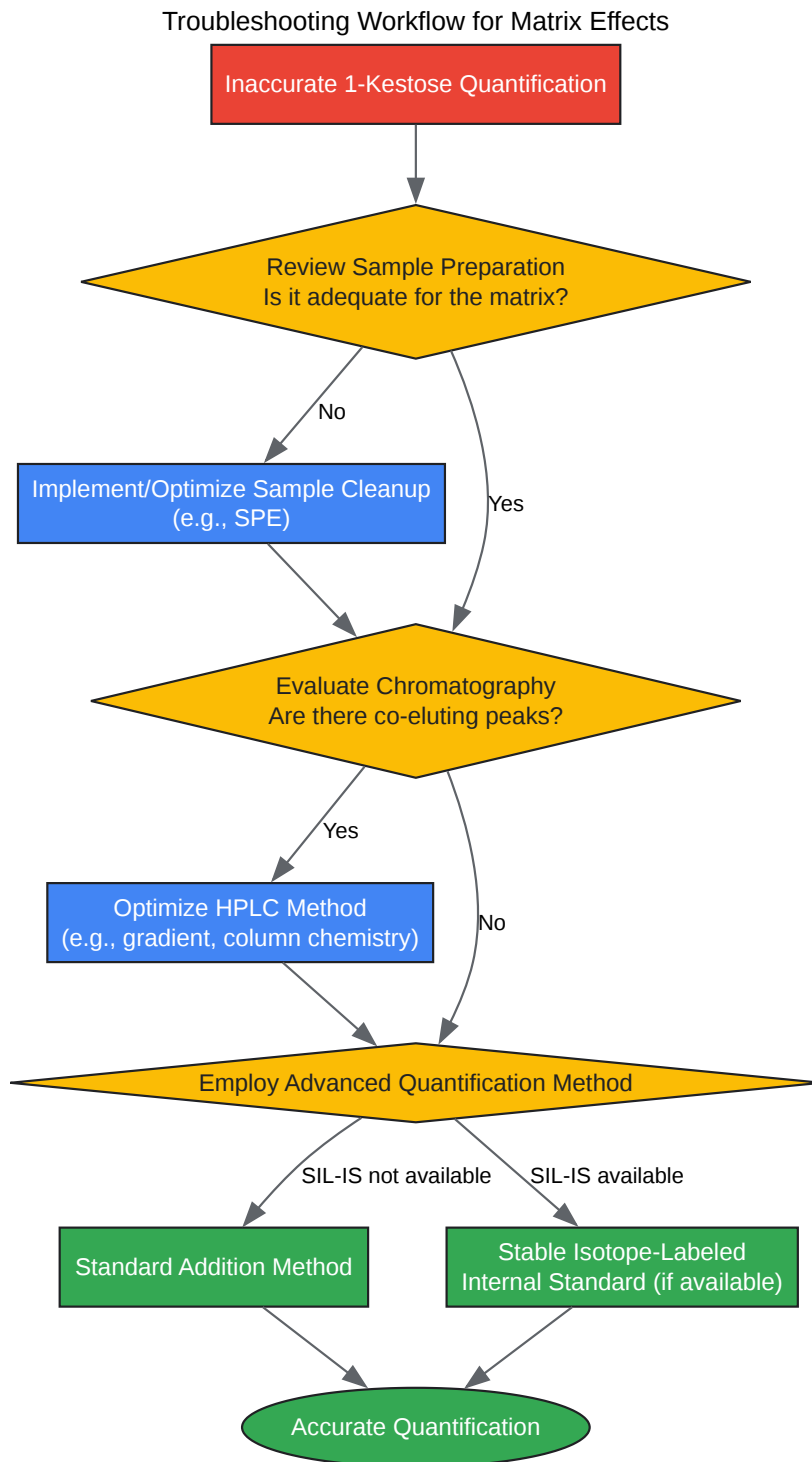 Troubleshooting Workflow for Matrix Effects
Inaccurate 1-Kestose Quantification
Review Sample Preparation
Is it adequate for the matrix?
No
Yes
Implement/Optimize Sample Cleanup
(e.g., SPE)
Evaluate Chromatography
Are there co-eluting peaks?
Yes
No
Optimize HPLC Method
(e.g., gradient, column chemistry)
Employ Advanced Quantification Method
SIL-IS not available
SIL-IS available
Standard Addition Method
Stable Isotope-Labeled
Internal Standard (if available)
Accurate Quantification